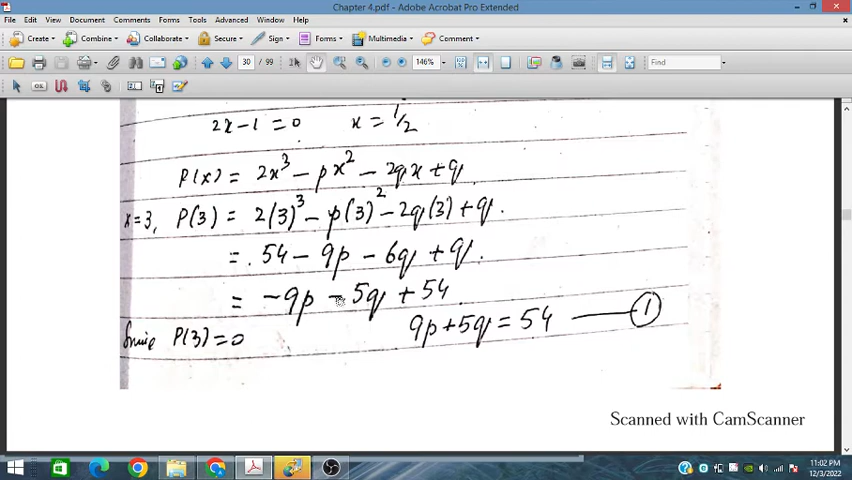 Chapter 4.pdf - Adobe Acrobat Pro Extended
File Edit View Document Comments Forms Tools Advanced Window Help
Create Combine Collaborate Secure Sign Forms Multimedia Comment
30 / 99 146% Find
2x-1 = 0 x = 1/2
P(x) = 2x³ - px² - 2qx + q
x=3, P(3) = 2(3)³ - p(3)² - 2q(3) + q.
= 54 - 9p - 6q + q.
= -9p - 5q + 54
9p + 5q = 54 —— ①
P(3) = 0
Scanned with CamScanner
11:02 PM
12/3/2022